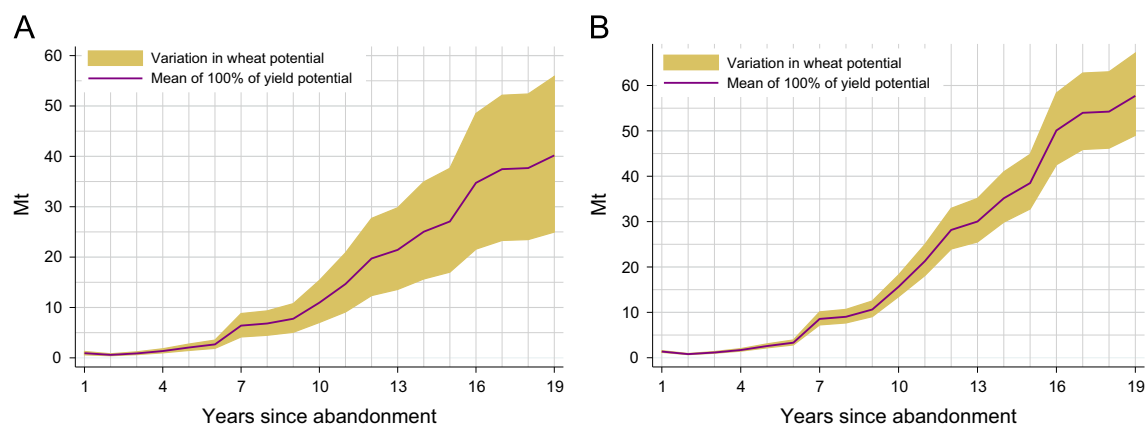 A
Variation in wheat potential
Mean of 100% of yield potential
60
50
40
30
20
10
0
Mt
1 4 7 10 13 16 19
Years since abandonment
B
Variation in wheat potential
Mean of 100% of yield potential
60
50
40
30
20
10
0
Mt
1 4 7 10 13 16 19
Years since abandonment